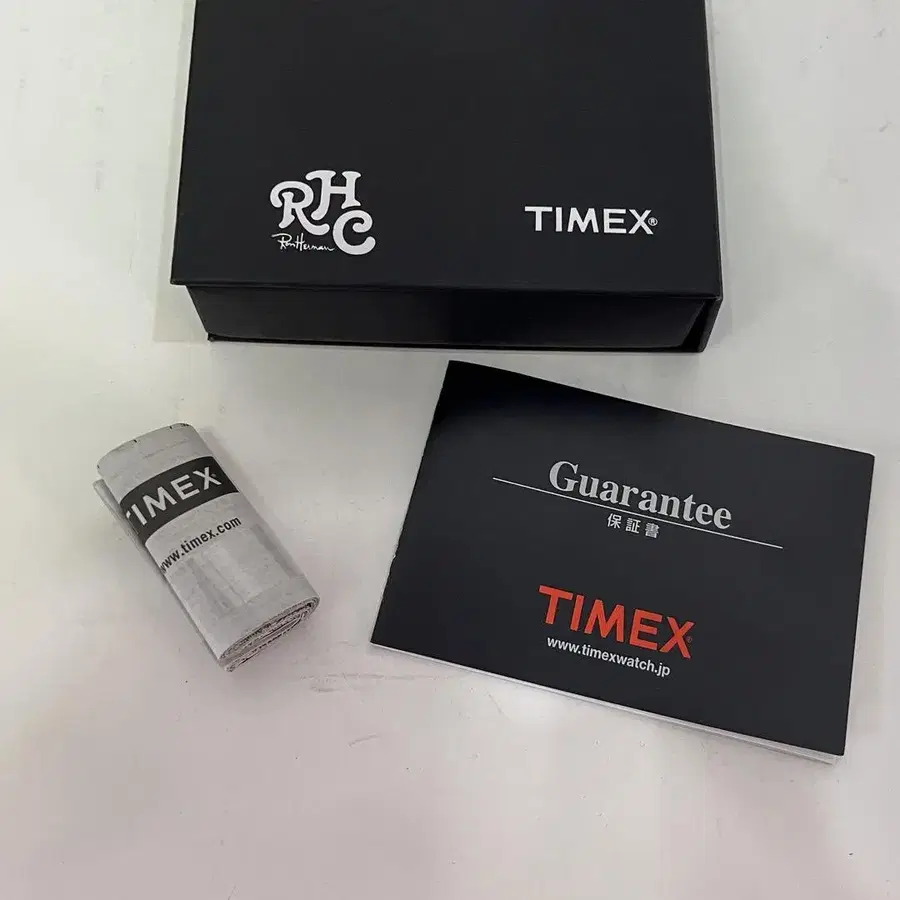 RHC
Ron Herman
TIMEX®
TIMEX
www.timex.com
Guarantee
保証書
TIMEX®
www.timexwatch.jp